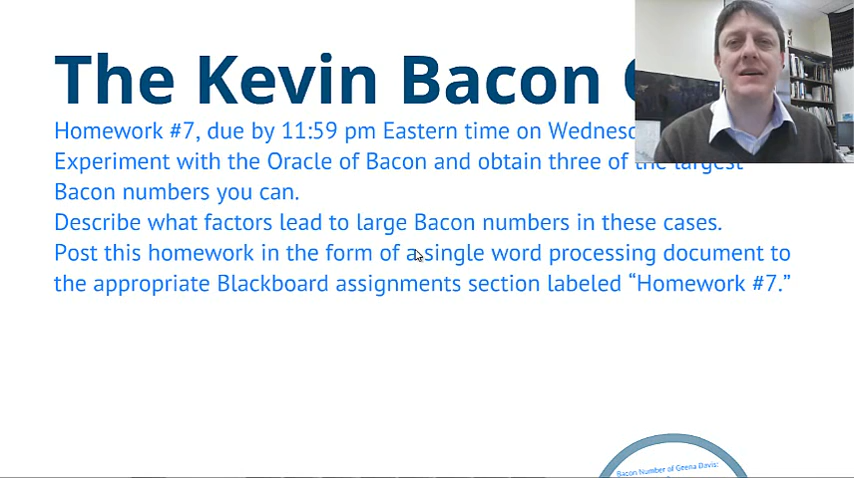 The Kevin Bacon
Homework #7, due by 11:59 pm Eastern time on
Experiment with the Oracle of Bacon and obtain three of the largest
Bacon numbers you can.
Describe what factors lead to large Bacon numbers in these cases.
Post this homework in the form of a single word processing document to
the appropriate Blackboard assignments section labeled “Homework #7.”
Bacon Number of Geena Davis: